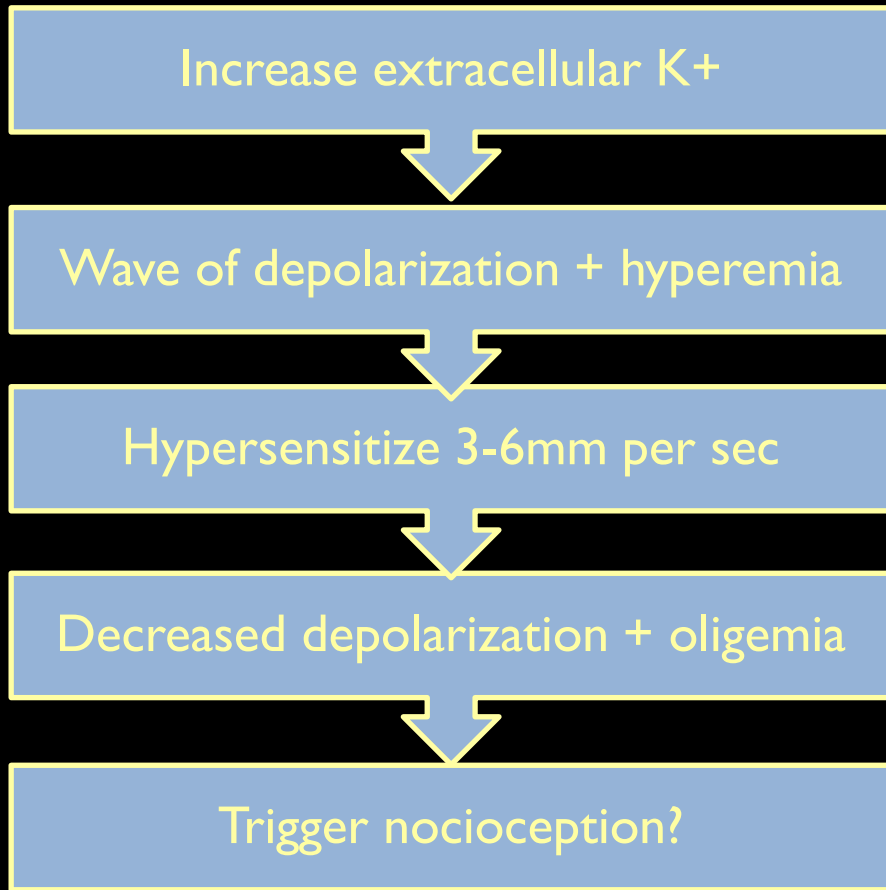 Increase extracellular K+
Wave of depolarization + hyperemia
Hypersensitize 3-6mm per sec
Decreased depolarization + oligemia
Trigger nocioception?